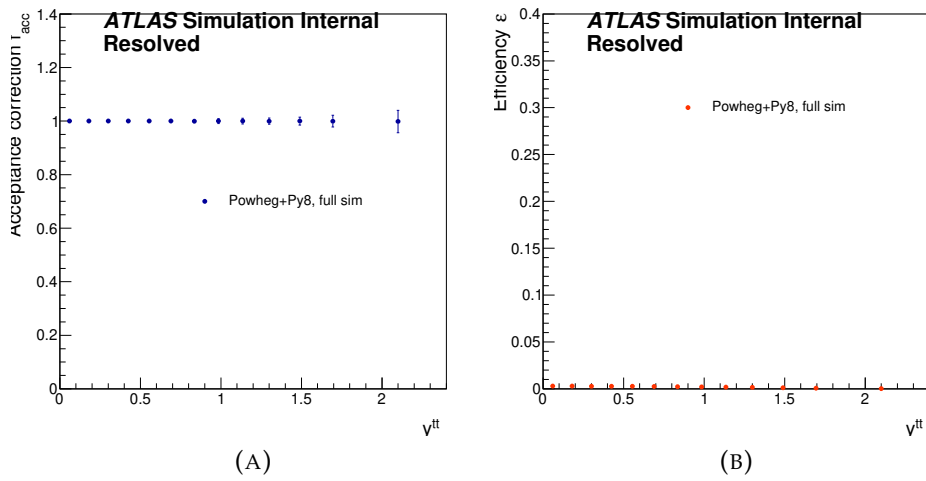 ATLAS Simulation Internal
Resolved
Acceptance correction f_acc
1.4
1.2
1
0.8
0.6
0.4
0.2
0
0 0.5 1 1.5 2
Powheg+Py8, full sim
y^tt
(A)
ATLAS Simulation Internal
Resolved
Efficiency ε
0.4
0.35
0.3
0.25
0.2
0.15
0.1
0.05
0
0 0.5 1 1.5 2
Powheg+Py8, full sim
y^tt
(B)